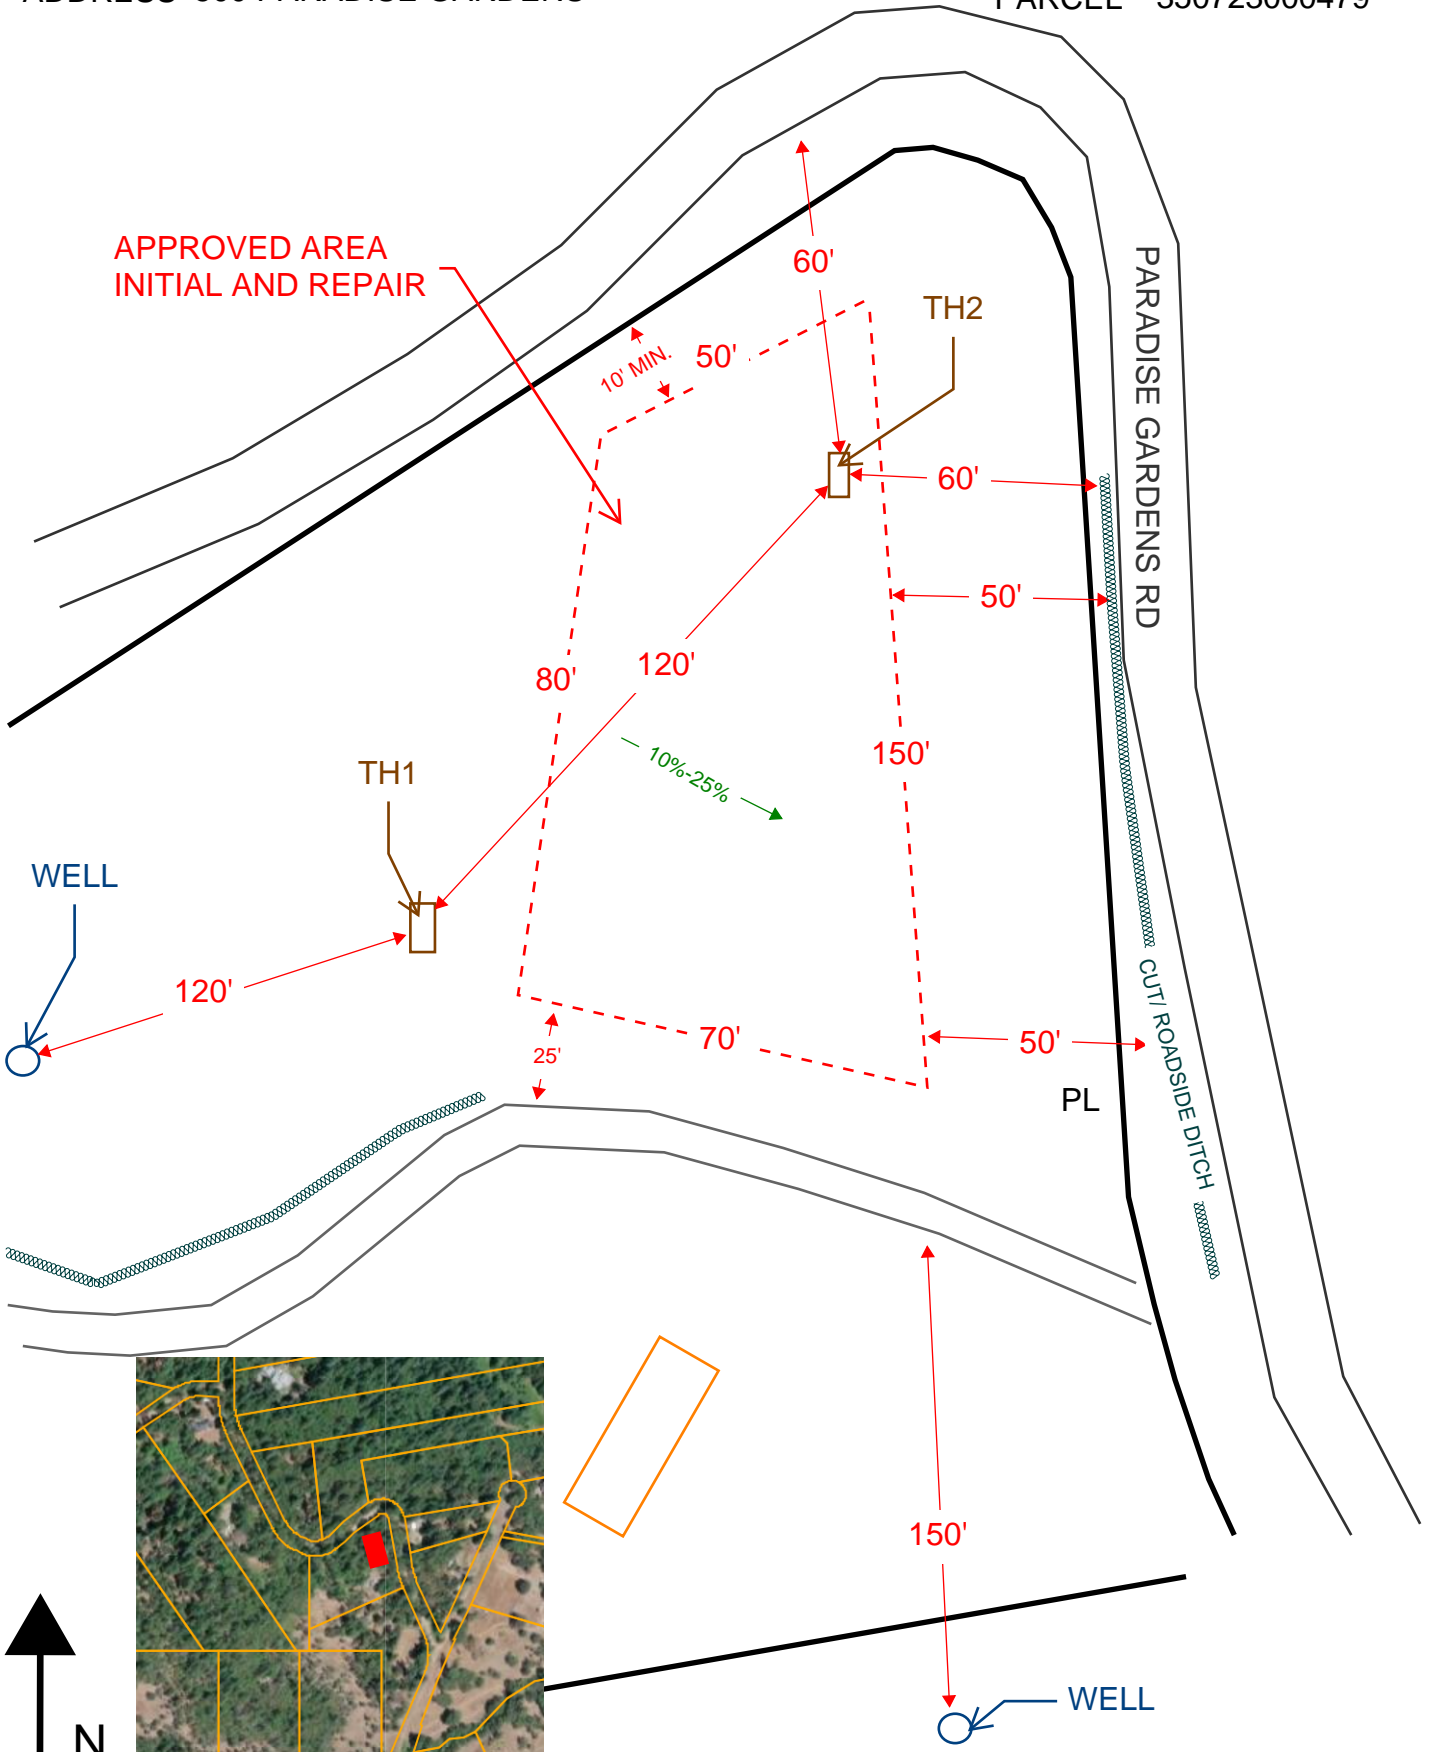 PARADISE GARDENS RD
APPROVED AREA
INITIAL AND REPAIR
60'
TH2
10' MIN.
50'
60'
50'
80'
120'
150'
10%-25%
TH1
WELL
120'
CUT/ ROADSIDE DITCH
70'
50'
25'
PL
150'
WELL
N